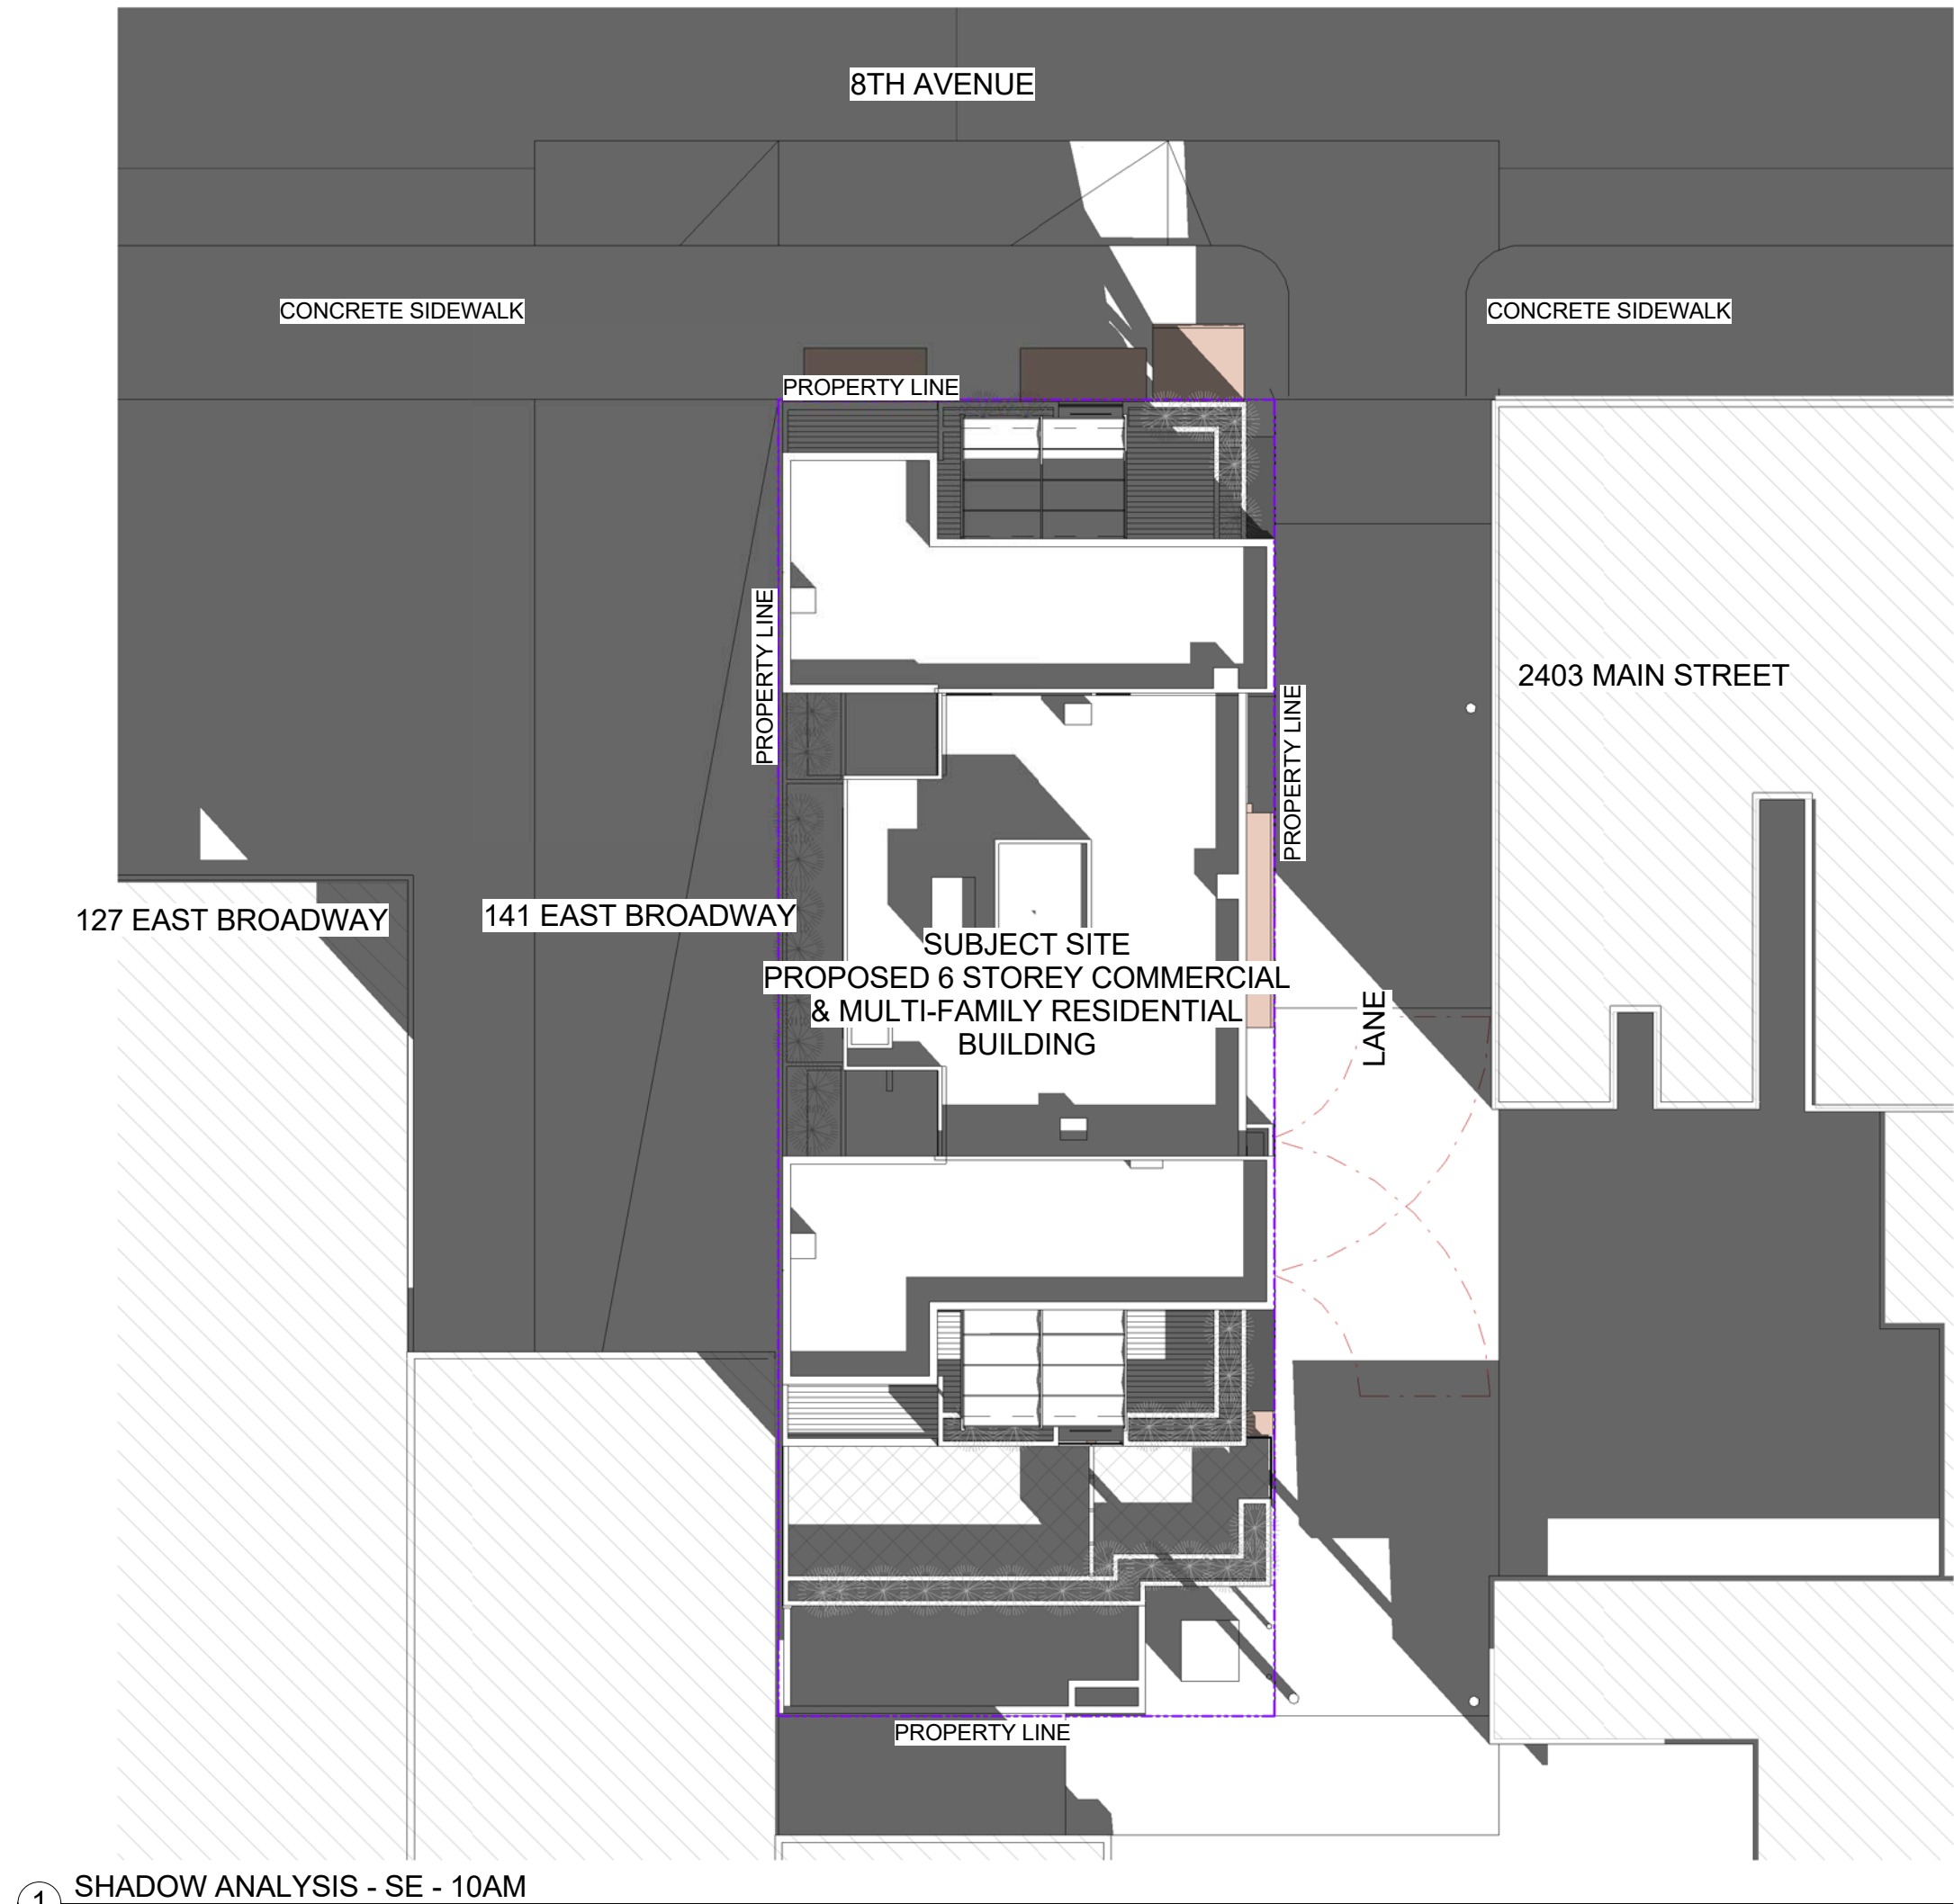 8TH AVENUE
CONCRETE SIDEWALK
CONCRETE SIDEWALK
PROPERTY LINE
PROPERTY LINE
2403 MAIN STREET
PROPERTY LINE
127 EAST BROADWAY
141 EAST BROADWAY
SUBJECT SITE
PROPOSED 6 STOREY COMMERCIAL
& MULTI-FAMILY RESIDENTIAL
BUILDING
LANE
PROPERTY LINE
1 SHADOW ANALYSIS - SE - 10AM